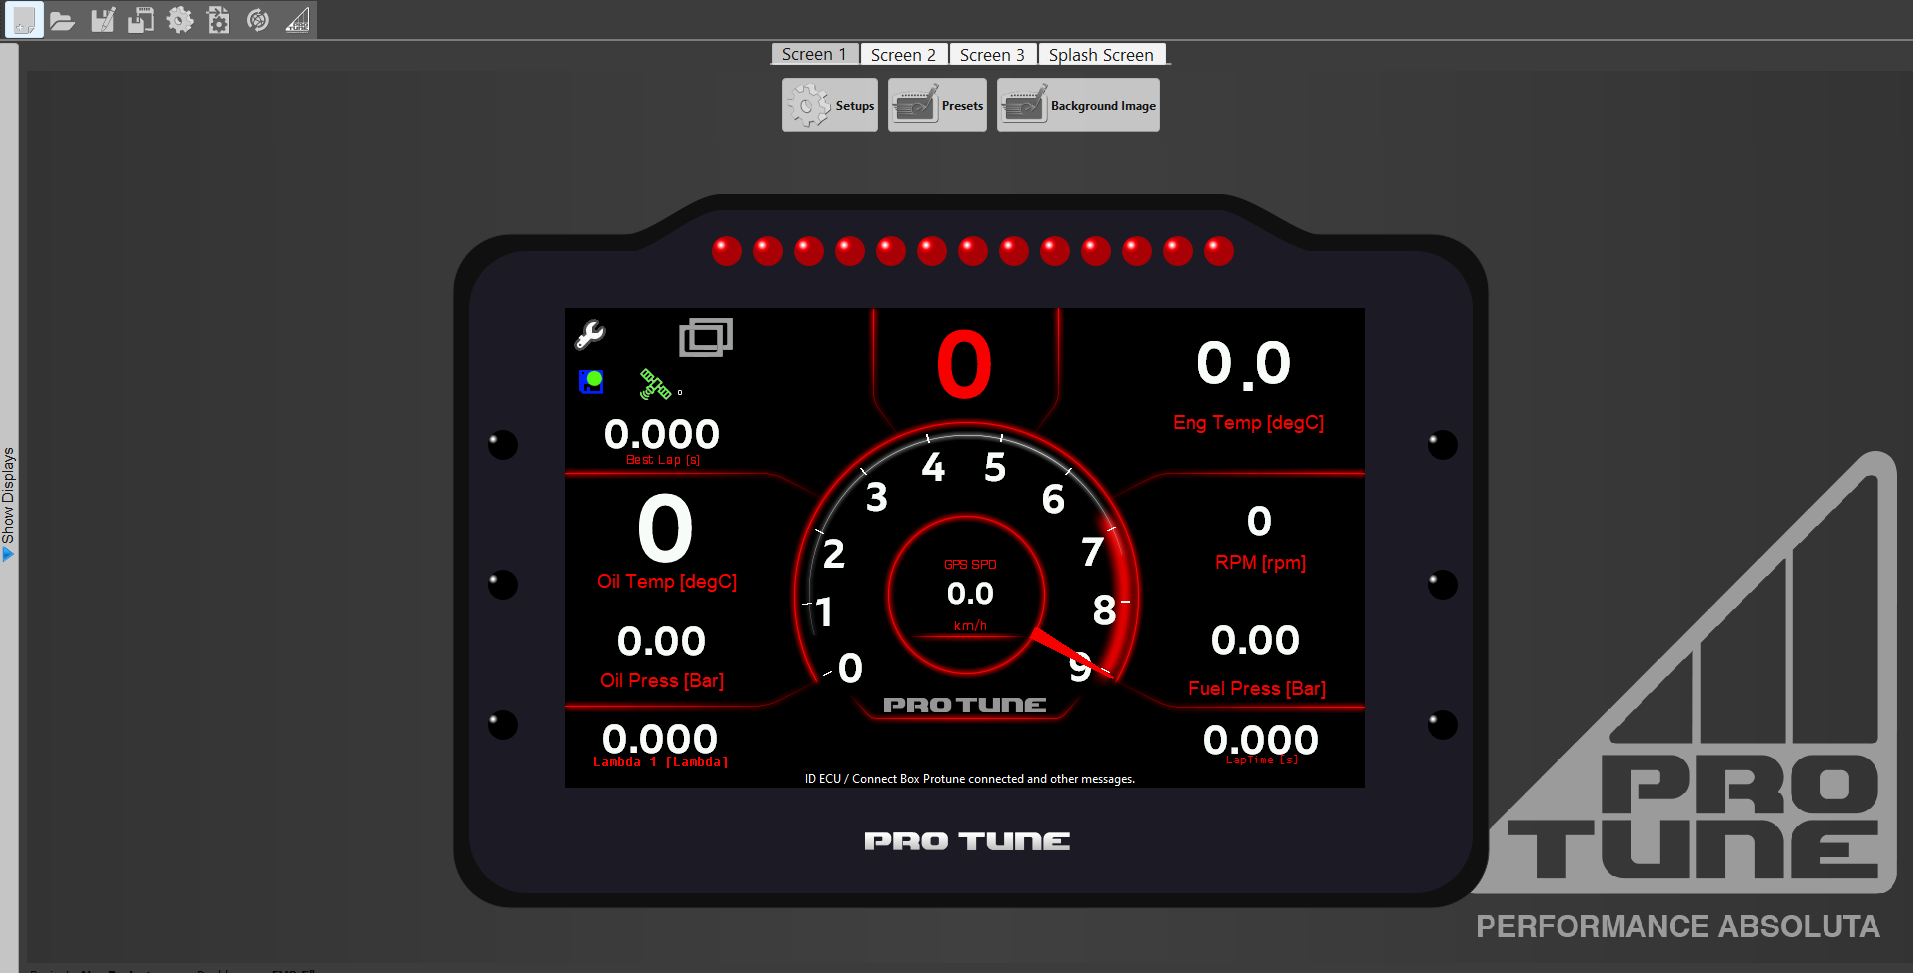 Screen 1 Screen 2 Screen 3 Splash Screen
Setups Presets Background Image
Show Displays
0
0.0
Eng Temp [degC]
0
0.000
Best Lap [s]
0
Oil Temp [degC]
0.00
Oil Press [Bar]
0.000
Lambda 1 [Lambda]
0 1 2 3 4 5 6 7 8 9
GPS SPD
0.0
km/h
PRO TUNE
0
RPM [rpm]
0.00
Fuel Press [Bar]
0.000
LapTime [s]
ID ECU / Connect Box Protune connected and other messages.
PRO TUNE
PRO
TUNE
PERFORMANCE ABSOLUTA